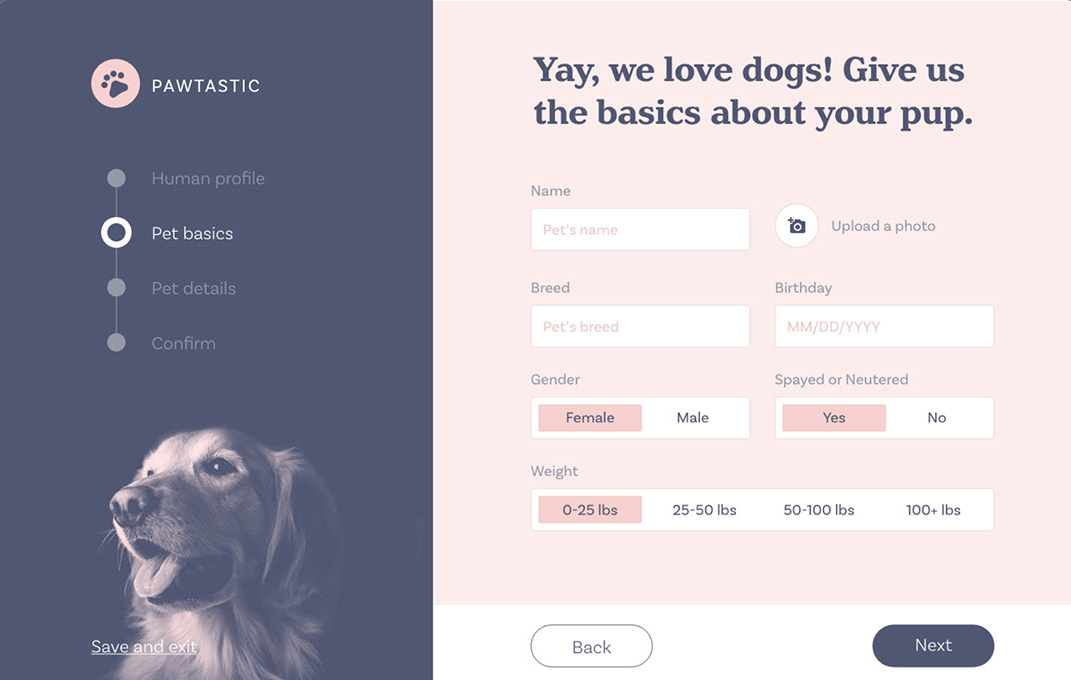 PAWTASTIC
Human profile
Pet basics
Pet details
Confirm
Save and exit
Yay, we love dogs! Give us
the basics about your pup.
Name
Pet's name
Upload a photo
Breed
Birthday
Pet's breed
MM/DD/YYYY
Gender
Spayed or Neutered
Female Male
Yes No
Weight
0-25 lbs 25-50 lbs 50-100 lbs 100+ lbs
Back
Next